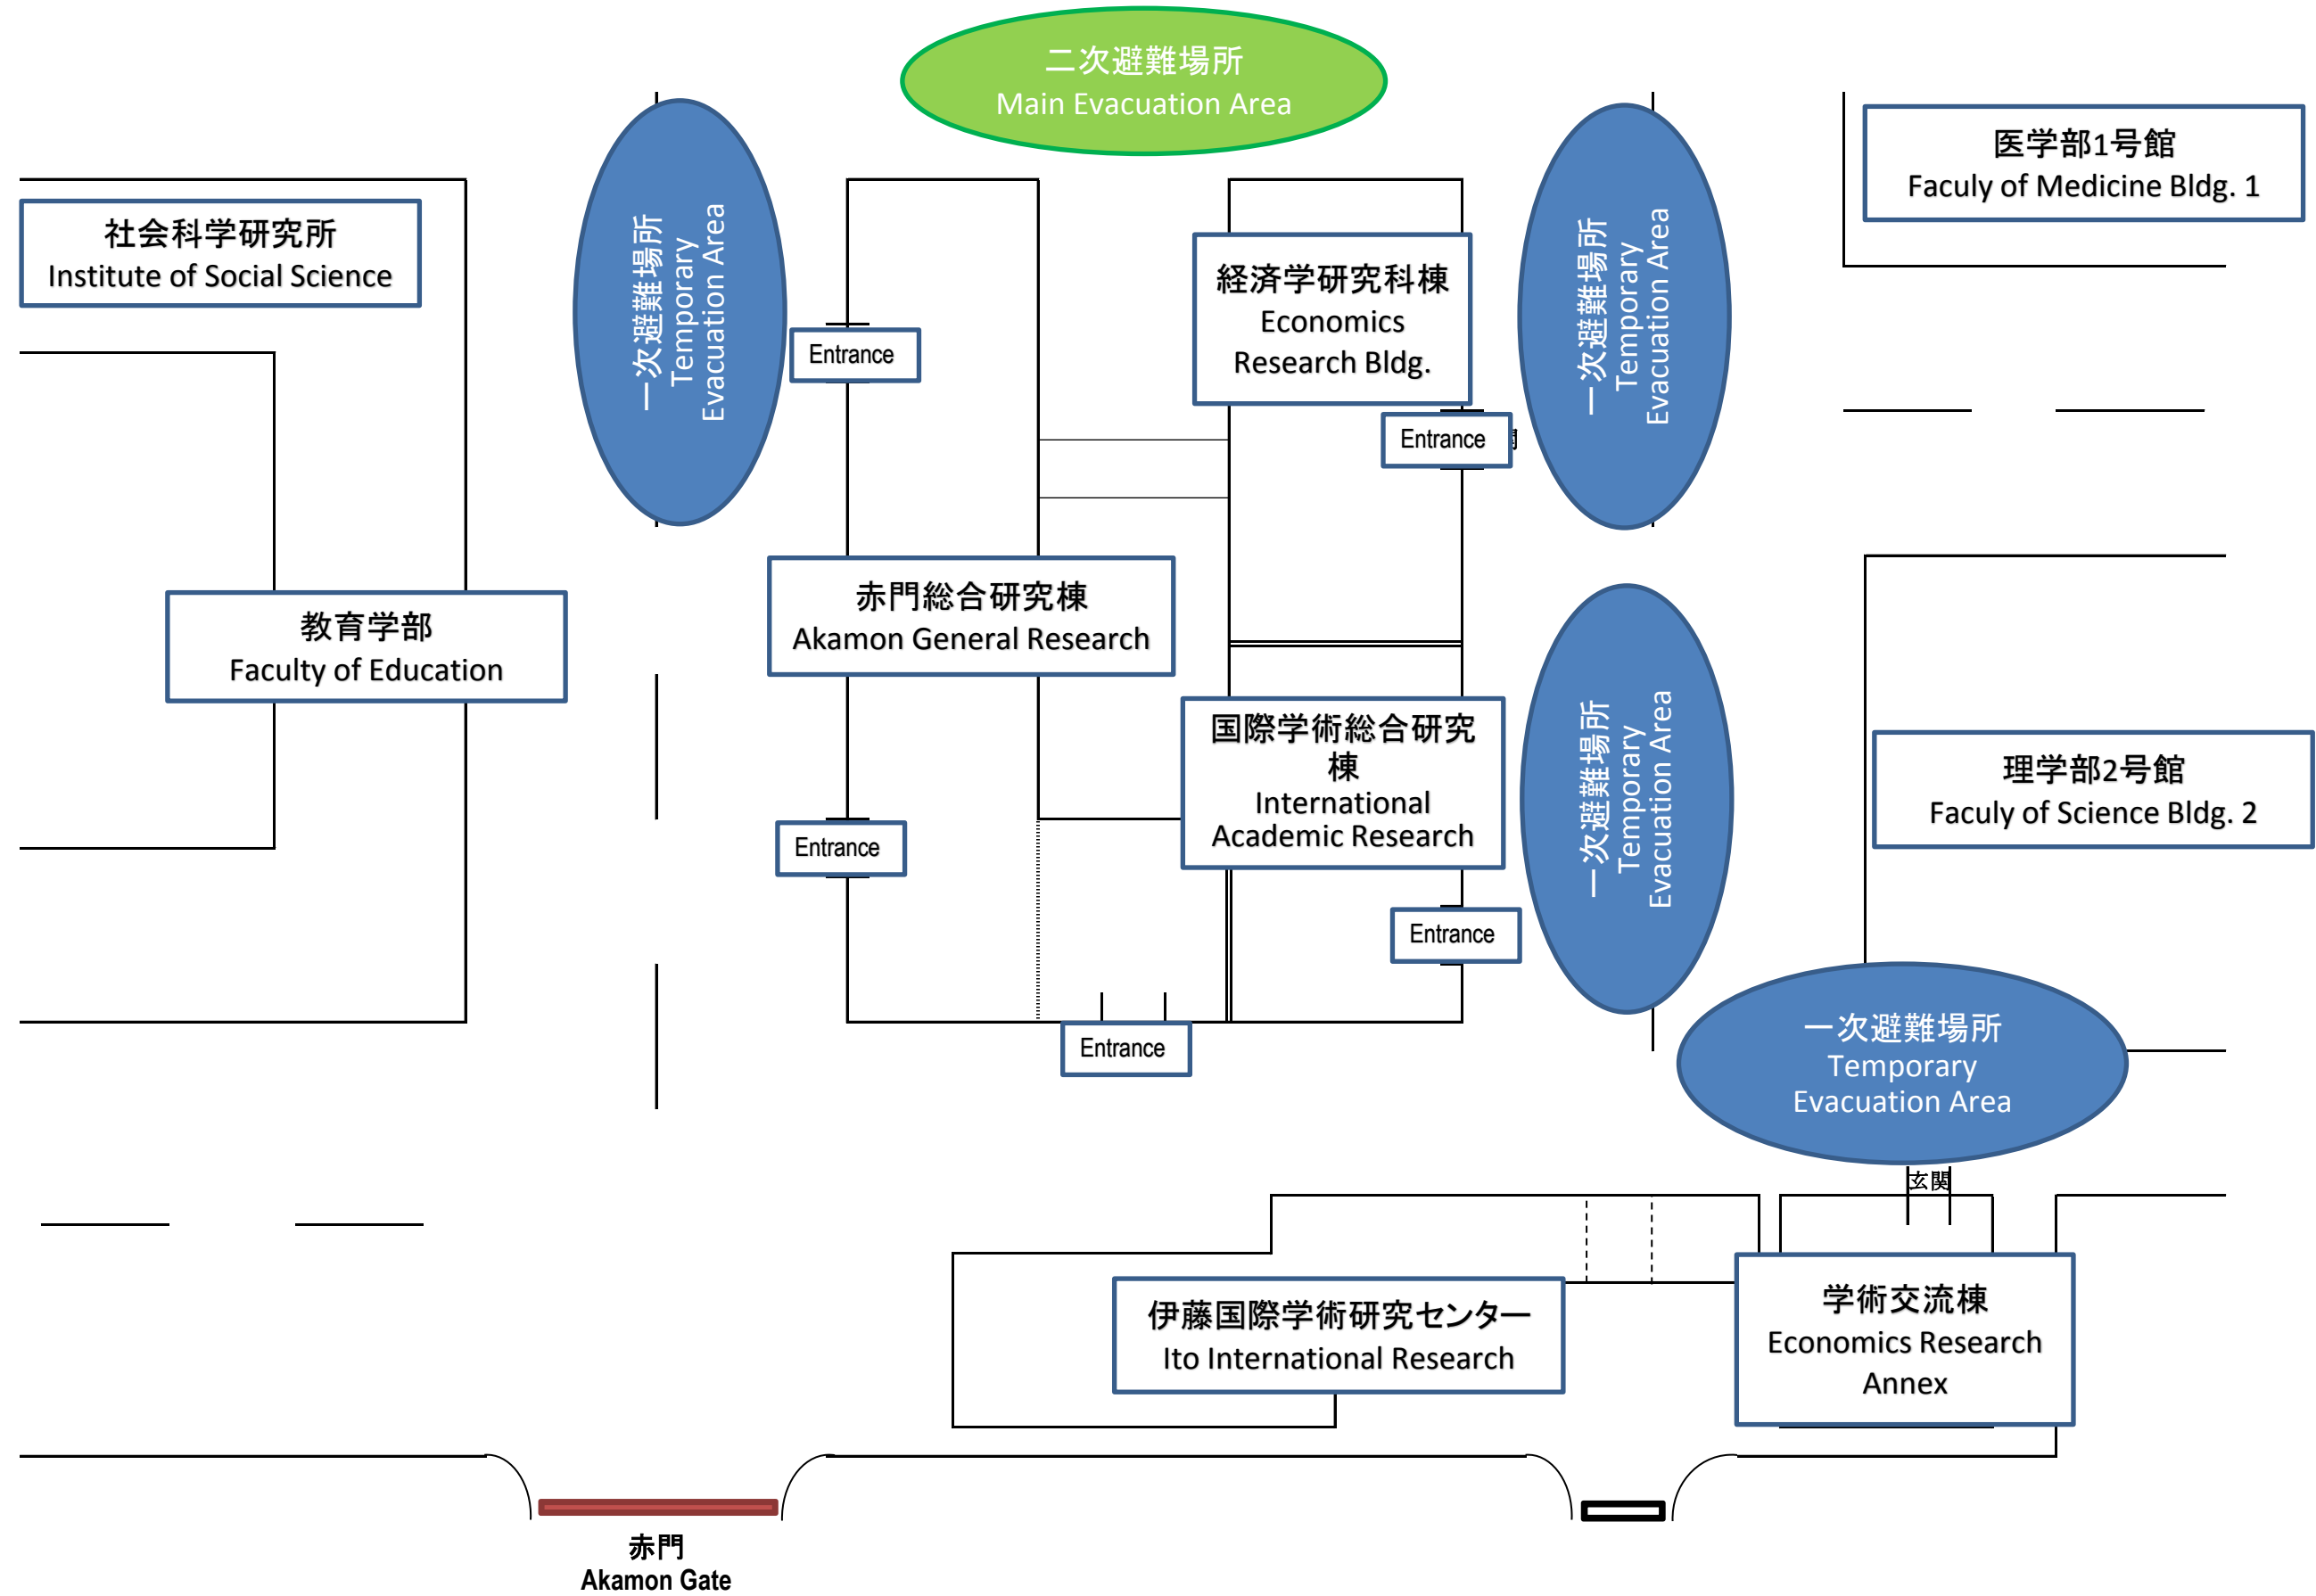 二次避難場所
Main Evacuation Area
医学部1号館
Faculy of Medicine Bldg. 1
社会科学研究所
Institute of Social Science
一次避難場所
Temporary
Evacuation Area
経済学研究科棟
Economics
Research Bldg.
一次避難場所
Temporary
Evacuation Area
Entrance
Entrance
赤門総合研究棟
Akamon General Research
教育学部
Faculty of Education
国際学術総合研究
棟
International
Academic Research
一次避難場所
Temporary
Evacuation Area
理学部2号館
Faculy of Science Bldg. 2
Entrance
Entrance
Entrance
一次避難場所
Temporary
Evacuation Area
玄関
伊藤国際学術研究センター
Ito International Research
学術交流棟
Economics Research
Annex
赤門
Akamon Gate